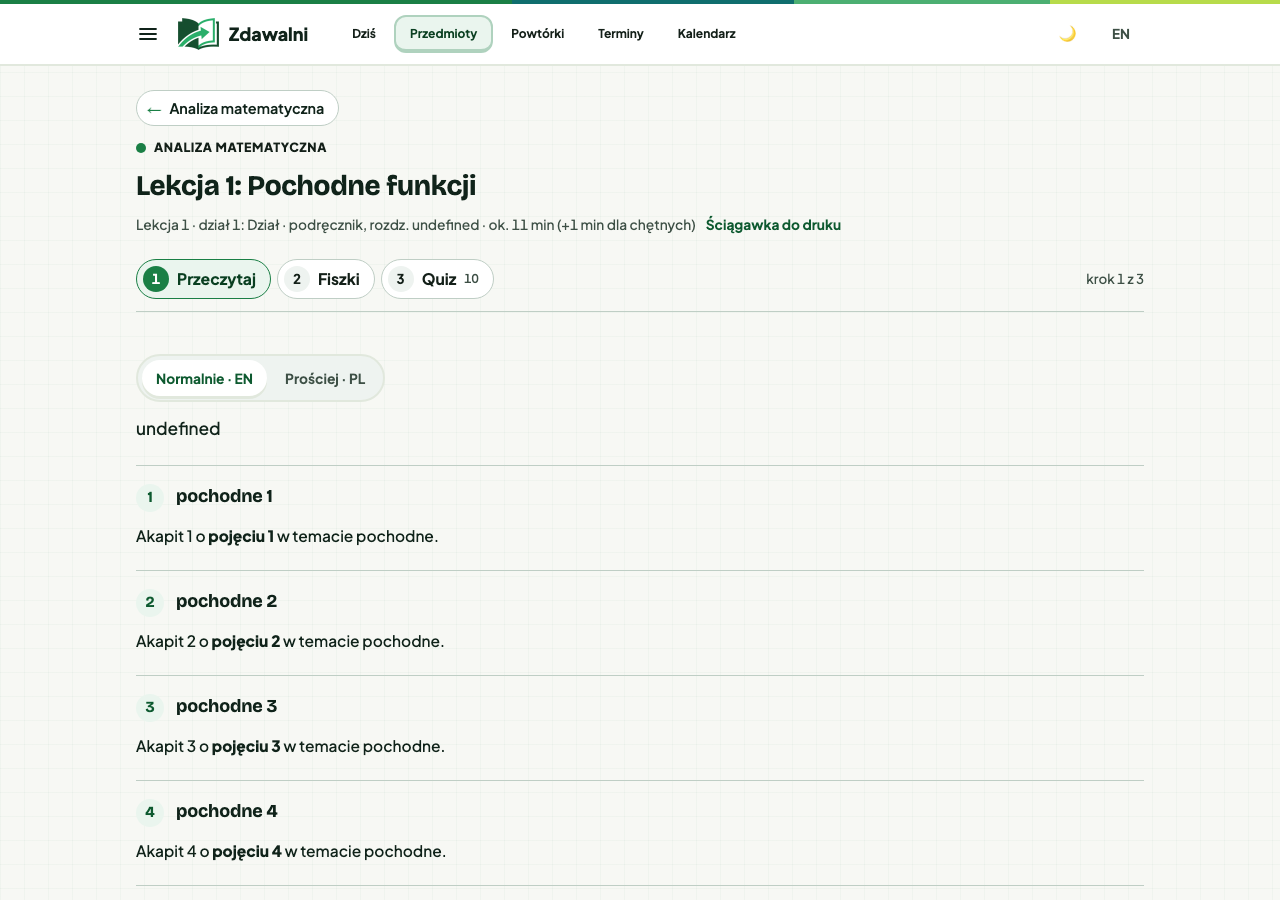 Zdawalni
Dziś
Przedmioty
Powtórki
Terminy
Kalendarz
EN
← Analiza matematyczna
ANALIZA MATEMATYCZNA
Lekcja 1: Pochodne funkcji
Lekcja 1 · dział 1: Dział · podręcznik, rozdz. undefined · ok. 11 min (+1 min dla chętnych) Ściągawka do druku
1 Przeczytaj
2 Fiszki
3 Quiz 10
krok 1 z 3
Normalnie · EN
Prościej · PL
undefined
1 pochodne 1
Akapit 1 o pojęciu 1 w temacie pochodne.
2 pochodne 2
Akapit 2 o pojęciu 2 w temacie pochodne.
3 pochodne 3
Akapit 3 o pojęciu 3 w temacie pochodne.
4 pochodne 4
Akapit 4 o pojęciu 4 w temacie pochodne.